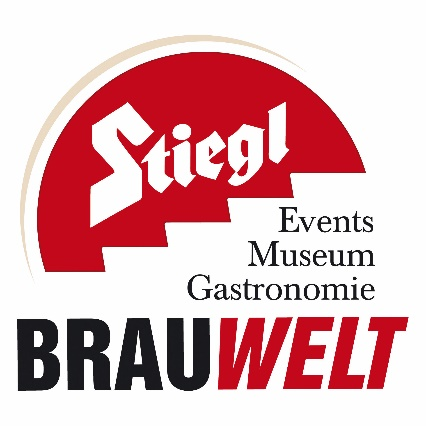 Stiegl
Events
Museum
Gastronomie
BRAUWELT